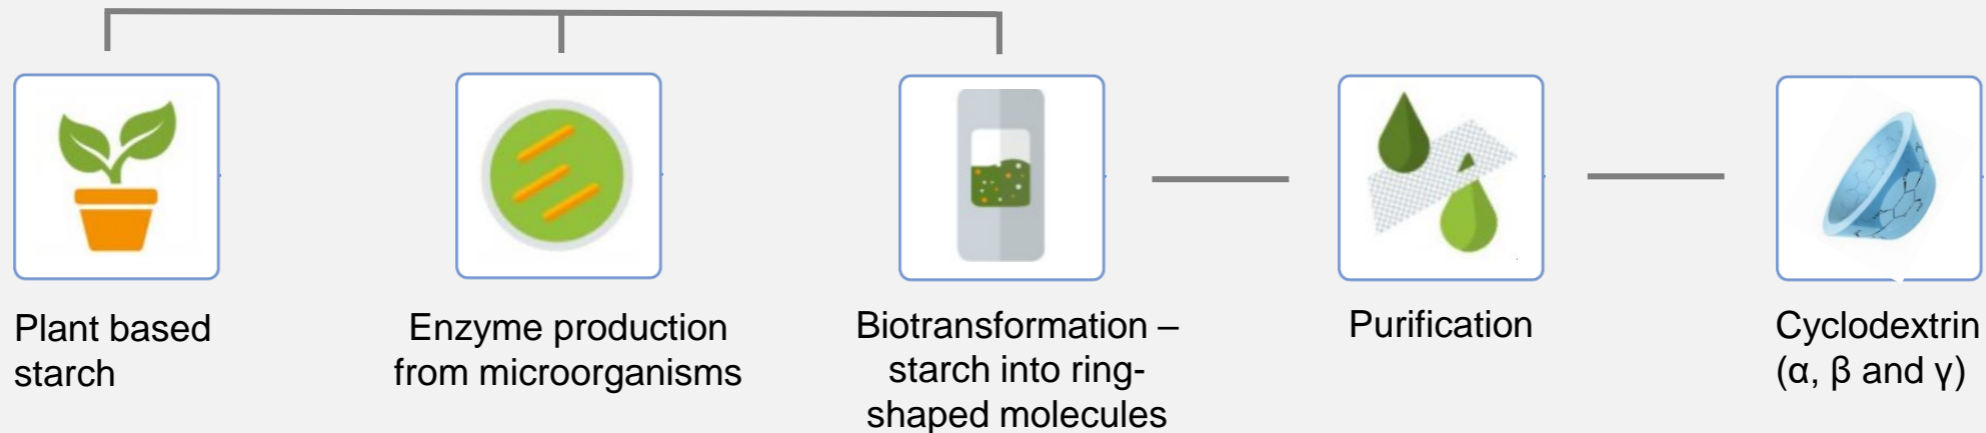 Plant based
starch
Enzyme production
from microorganisms
Biotransformation –
starch into ring-
shaped molecules
Purification
Cyclodextrin
(α, β and γ)